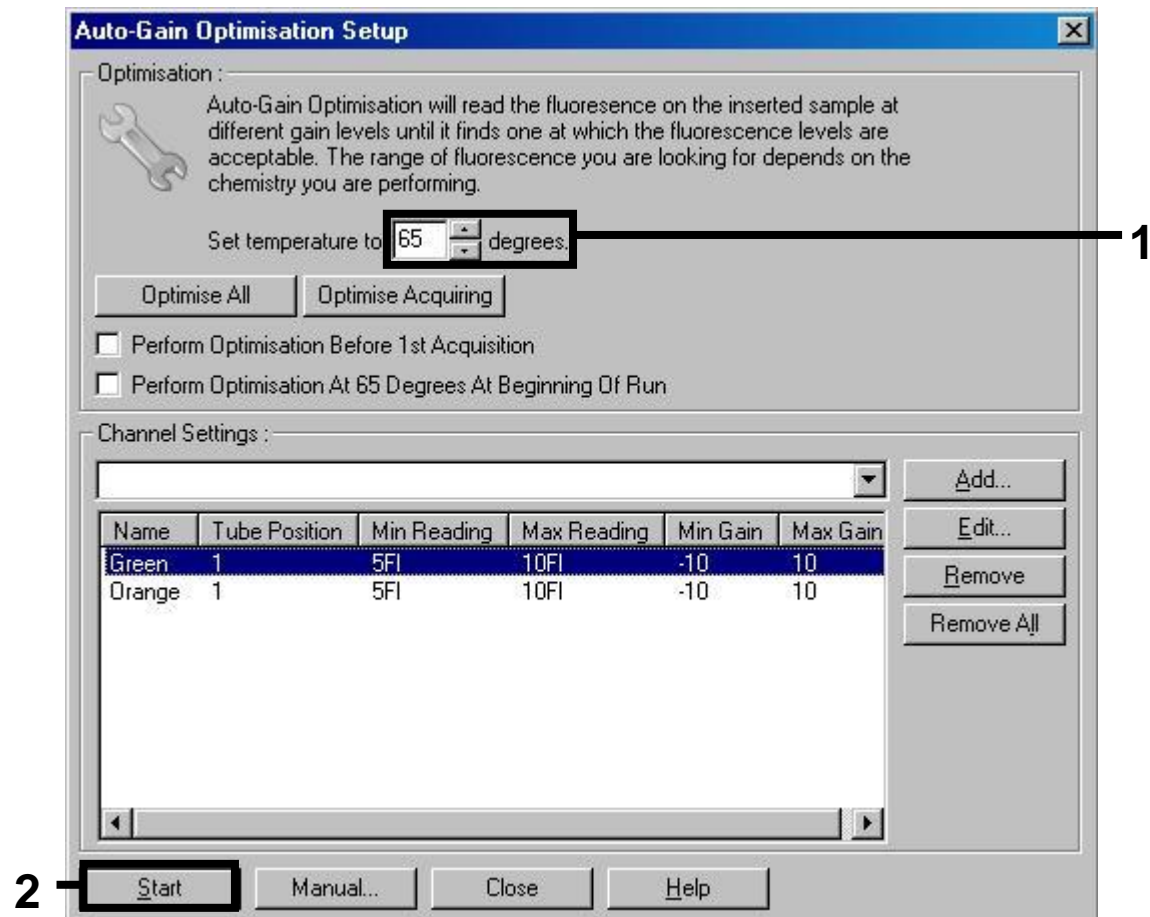 Auto-Gain Optimisation Setup
Optimisation :
Auto-Gain Optimisation will read the fluoresence on the inserted sample at
different gain levels until it finds one at which the fluorescence levels are
acceptable. The range of fluorescence you are looking for depends on the
chemistry you are performing.
Set temperature to 65 degrees.
1
Optimise All Optimise Acquiring
Perform Optimisation Before 1st Acquisition
Perform Optimisation At 65 Degrees At Beginning Of Run
Channel Settings :
Add...
Name Tube Position Min Reading Max Reading Min Gain Max Gain
Edit...
Green 1 5Fl 10Fl -10 10
Orange 1 5Fl 10Fl -10 10
Remove
Remove All
2
Start Manual... Close Help